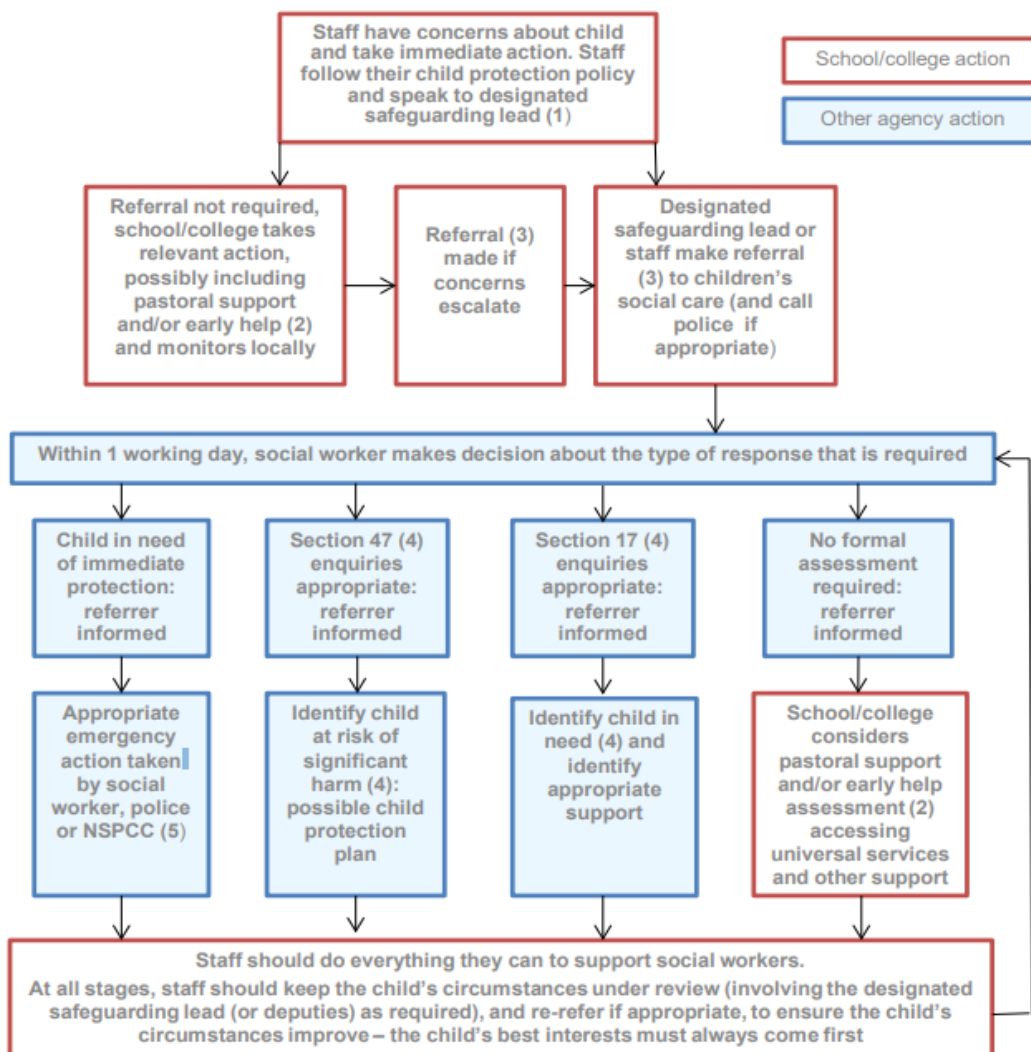 Staff have concerns about child
and take immediate action. Staff
follow their child protection policy
and speak to designated
safeguarding lead (1)
School/college action
Other agency action
Referral not required,
school/college takes
relevant action,
possibly including
pastoral support
and/or early help (2)
and monitors locally
Referral (3)
made if
concerns
escalate
Designated
safeguarding lead or
staff make referral
(3) to children’s
social care (and call
police if
appropriate)
Within 1 working day, social worker makes decision about the type of response that is required
Child in need
of immediate
protection:
referrer
informed
Section 47 (4)
enquiries
appropriate:
referrer
informed
Section 17 (4)
enquiries
appropriate:
referrer
informed
No formal
assessment
required:
referrer
informed
Appropriate
emergency
action taken
by social
worker, police
or NSPCC (5)
Identify child
at risk of
significant
harm (4):
possible child
protection
plan
Identify child in
need (4) and
identify
appropriate
support
School/college
considers
pastoral support
and/or early help
assessment (2)
accessing
universal services
and other support
Staff should do everything they can to support social workers.
At all stages, staff should keep the child’s circumstances under review (involving the designated
safeguarding lead (or deputies) as required), and re-refer if appropriate, to ensure the child’s
circumstances improve – the child’s best interests must always come first